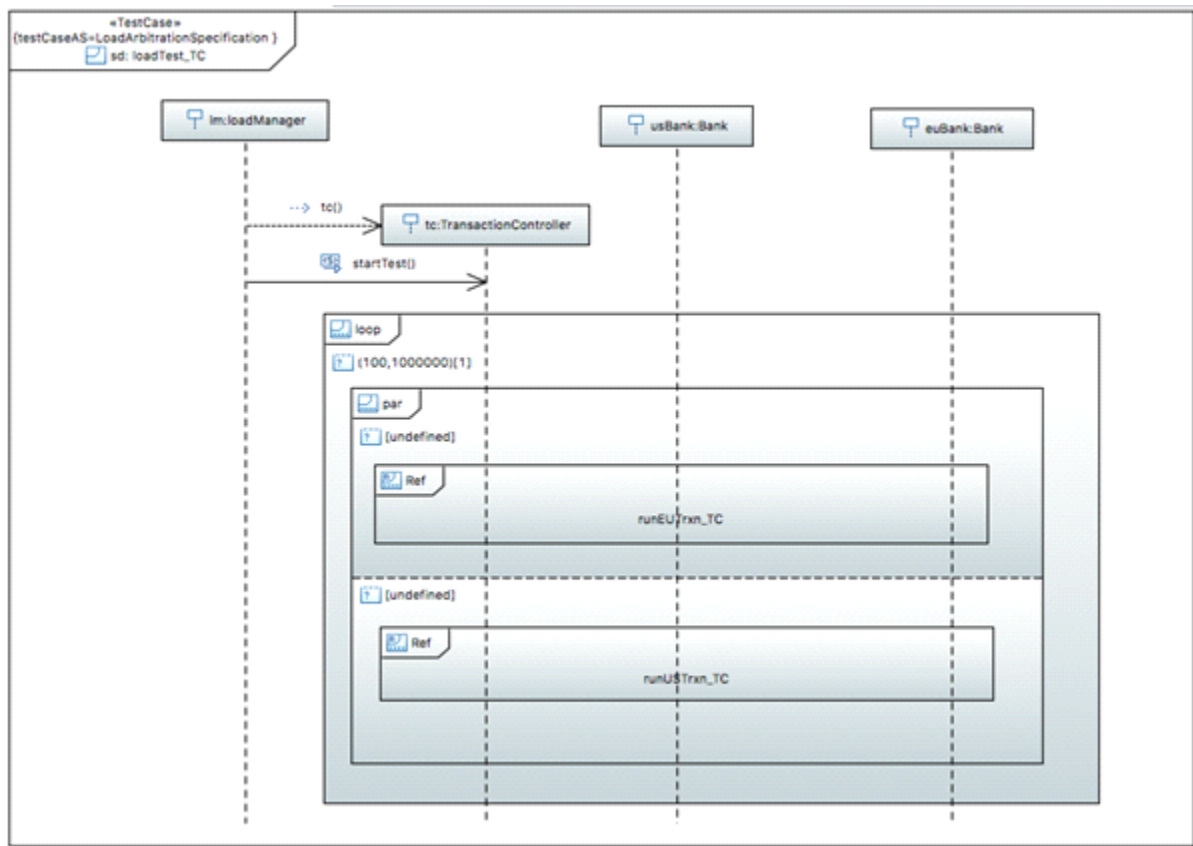 «TestCase»
{testCaseAS=LoadArbitrationSpecification }
sd: loadTest_TC
lm:loadManager
usBank:Bank
euBank:Bank
tc()
tc:TransactionController
startTest()
loop
(100,1000000)[1]
par
[undefined]
Ref
runEUTrxn_TC
[undefined]
Ref
runUSTrxn_TC